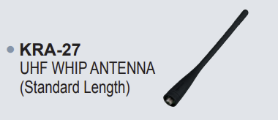 • KRA-27
UHF WHIP ANTENNA
(Standard Length)